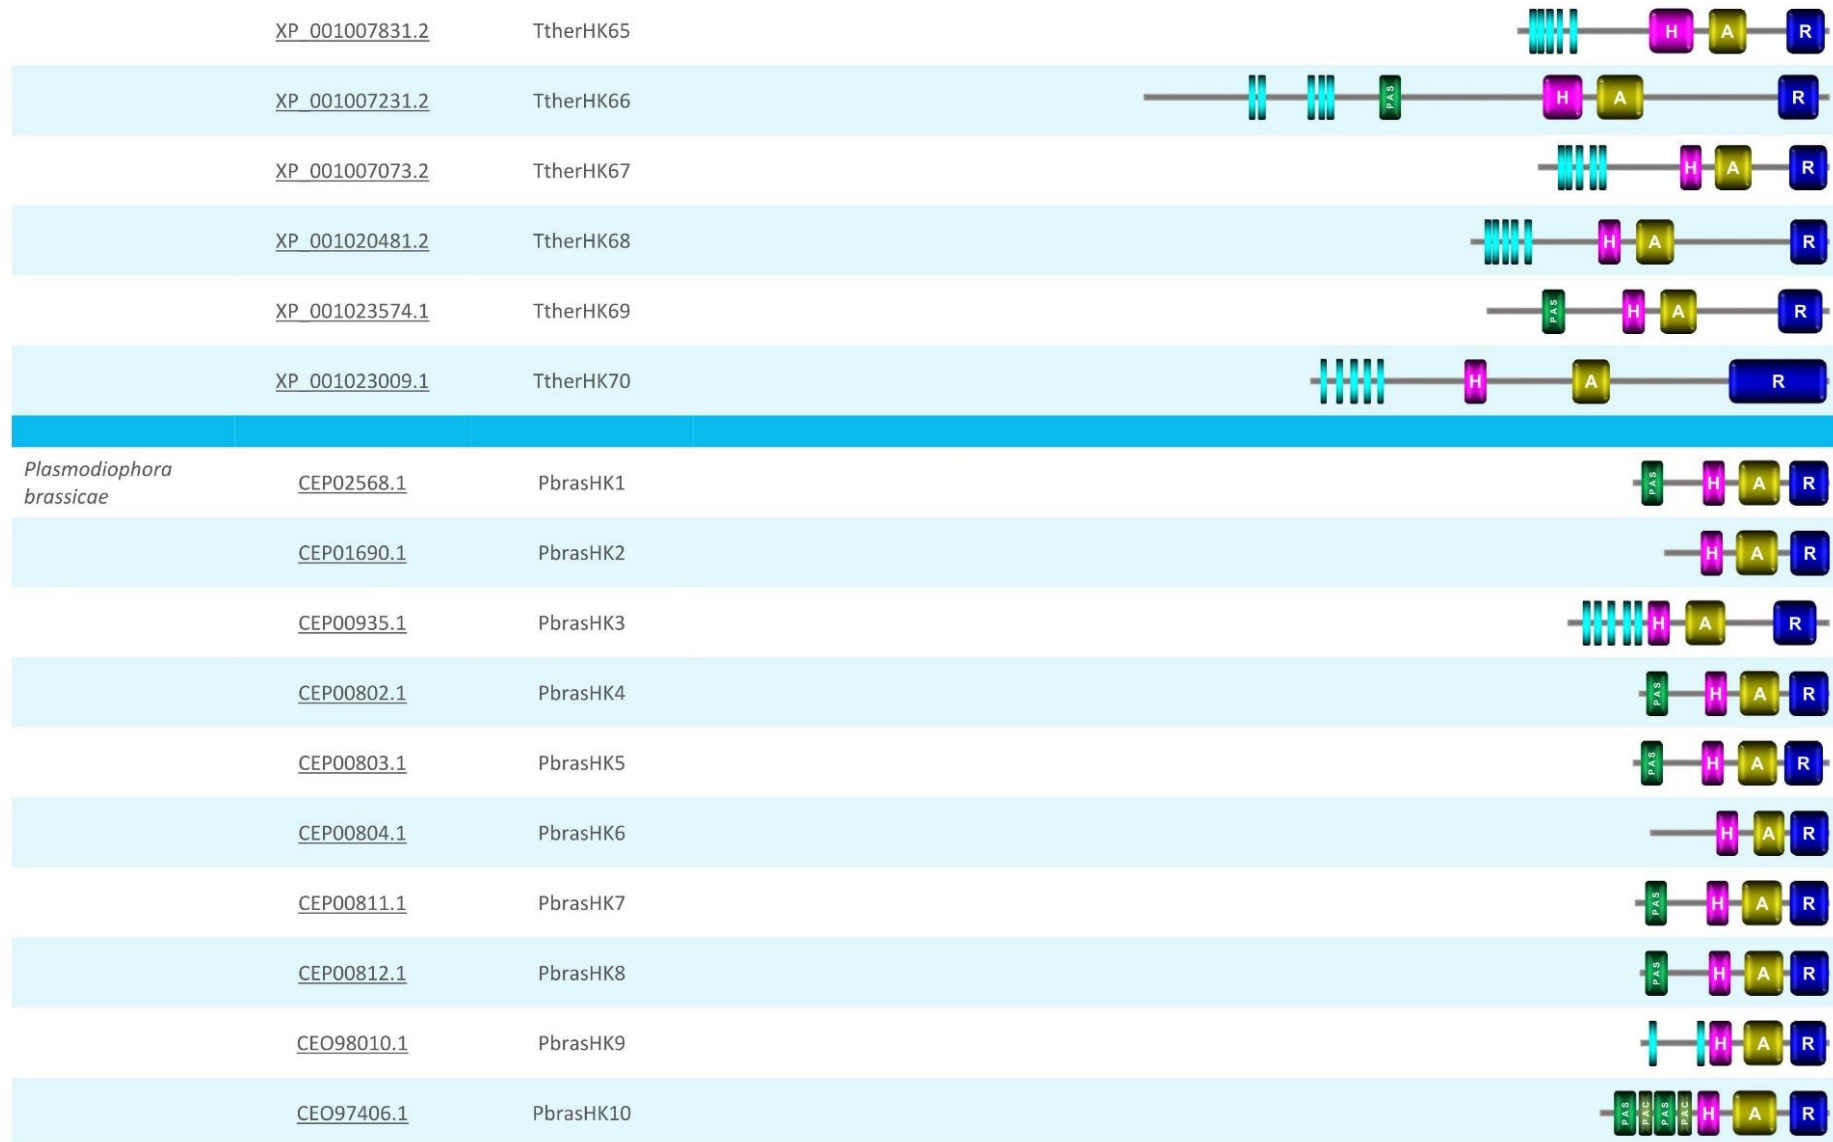 XP_001007831.2 TtherHK65 H A R
XP_001007231.2 TtherHK66 PAS H A R
XP_001007073.2 TtherHK67 H A R
XP_001020481.2 TtherHK68 H A R
XP_001023574.1 TtherHK69 PAS H A R
XP_001023009.1 TtherHK70 H A R
Plasmodiophora
brassicae CEP02568.1 PbrasHK1 PAS H A R
CEP01690.1 PbrasHK2 H A R
CEP00935.1 PbrasHK3 H A R
CEP00802.1 PbrasHK4 PAS H A R
CEP00803.1 PbrasHK5 PAS H A R
CEP00804.1 PbrasHK6 H A R
CEP00811.1 PbrasHK7 PAS H A R
CEP00812.1 PbrasHK8 PAS H A R
CEO98010.1 PbrasHK9 H A R
CEO97406.1 PbrasHK10 PAS PAC PAS PAC H A R